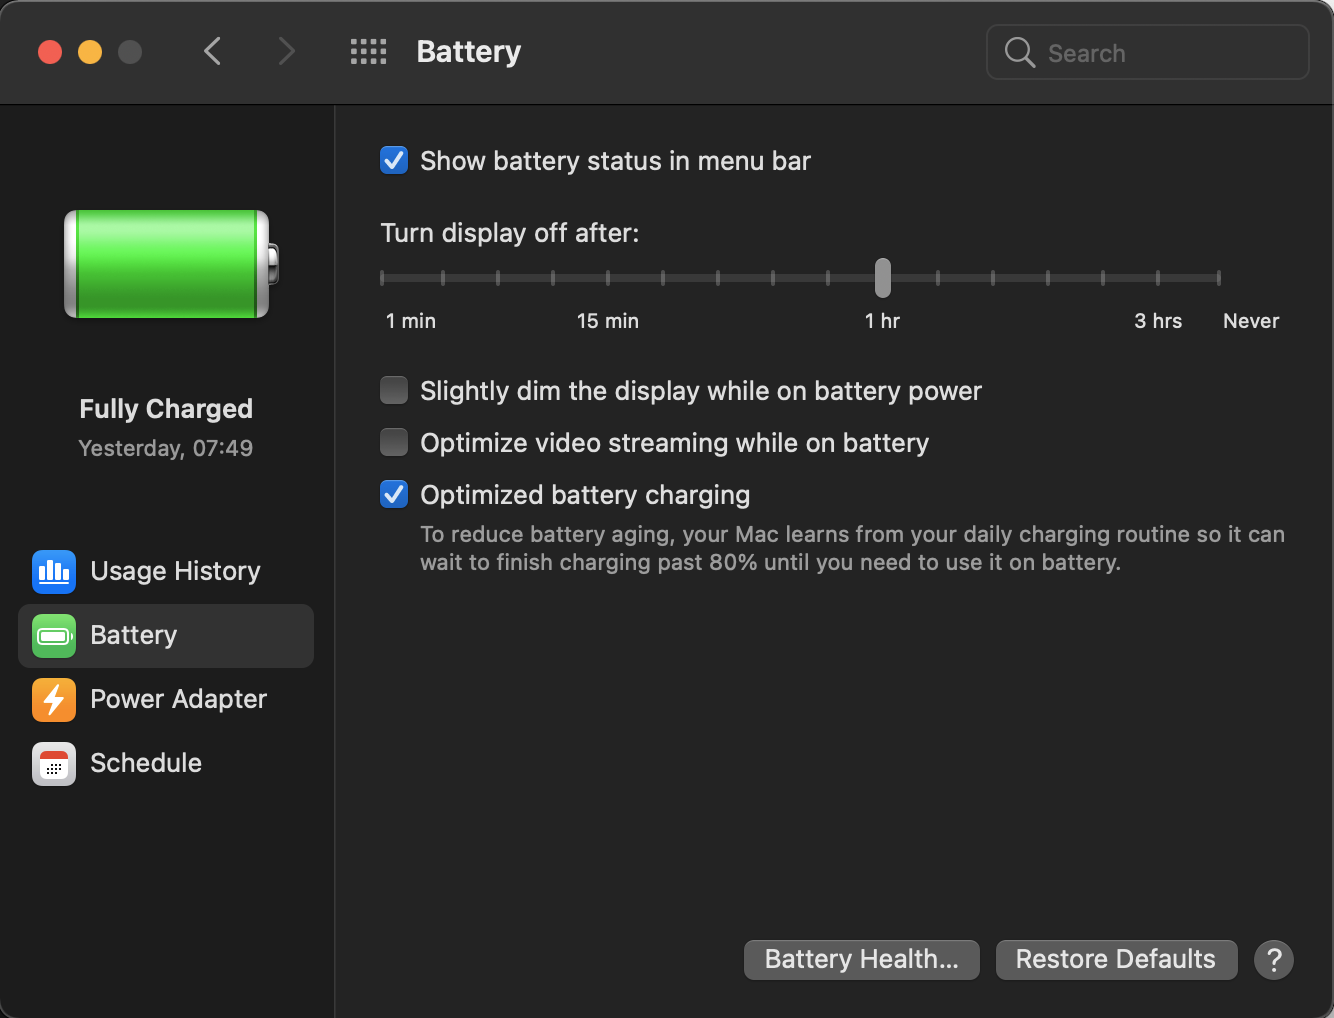 Battery
Search
Fully Charged
Yesterday, 07:49
Usage History
Battery
Power Adapter
Schedule
Show battery status in menu bar
Turn display off after:
1 min 15 min 1 hr 3 hrs Never
Slightly dim the display while on battery power
Optimize video streaming while on battery
Optimized battery charging
To reduce battery aging, your Mac learns from your daily charging routine so it can
wait to finish charging past 80% until you need to use it on battery.
Battery Health... Restore Defaults ?